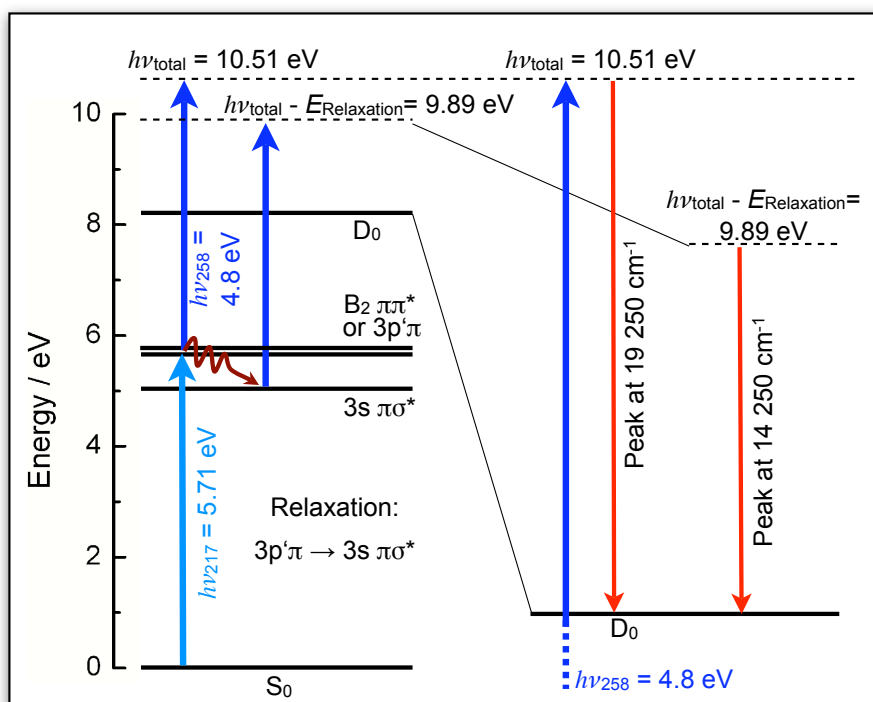 hνtotal = 10.51 eV
hνtotal = 10.51 eV
hνtotal - ERelaxation= 9.89 eV
hνtotal - ERelaxation=
9.89 eV
10
8
6
4
2
0
Energy / eV
D0
hν258 =
4.8 eV
B2 ππ*
or 3p‘π
3s πσ*
hν217 = 5.71 eV
Relaxation:
3p‘π → 3s πσ*
S0
Peak at 19 250 cm-1
Peak at 14 250 cm-1
D0
hν258 = 4.8 eV